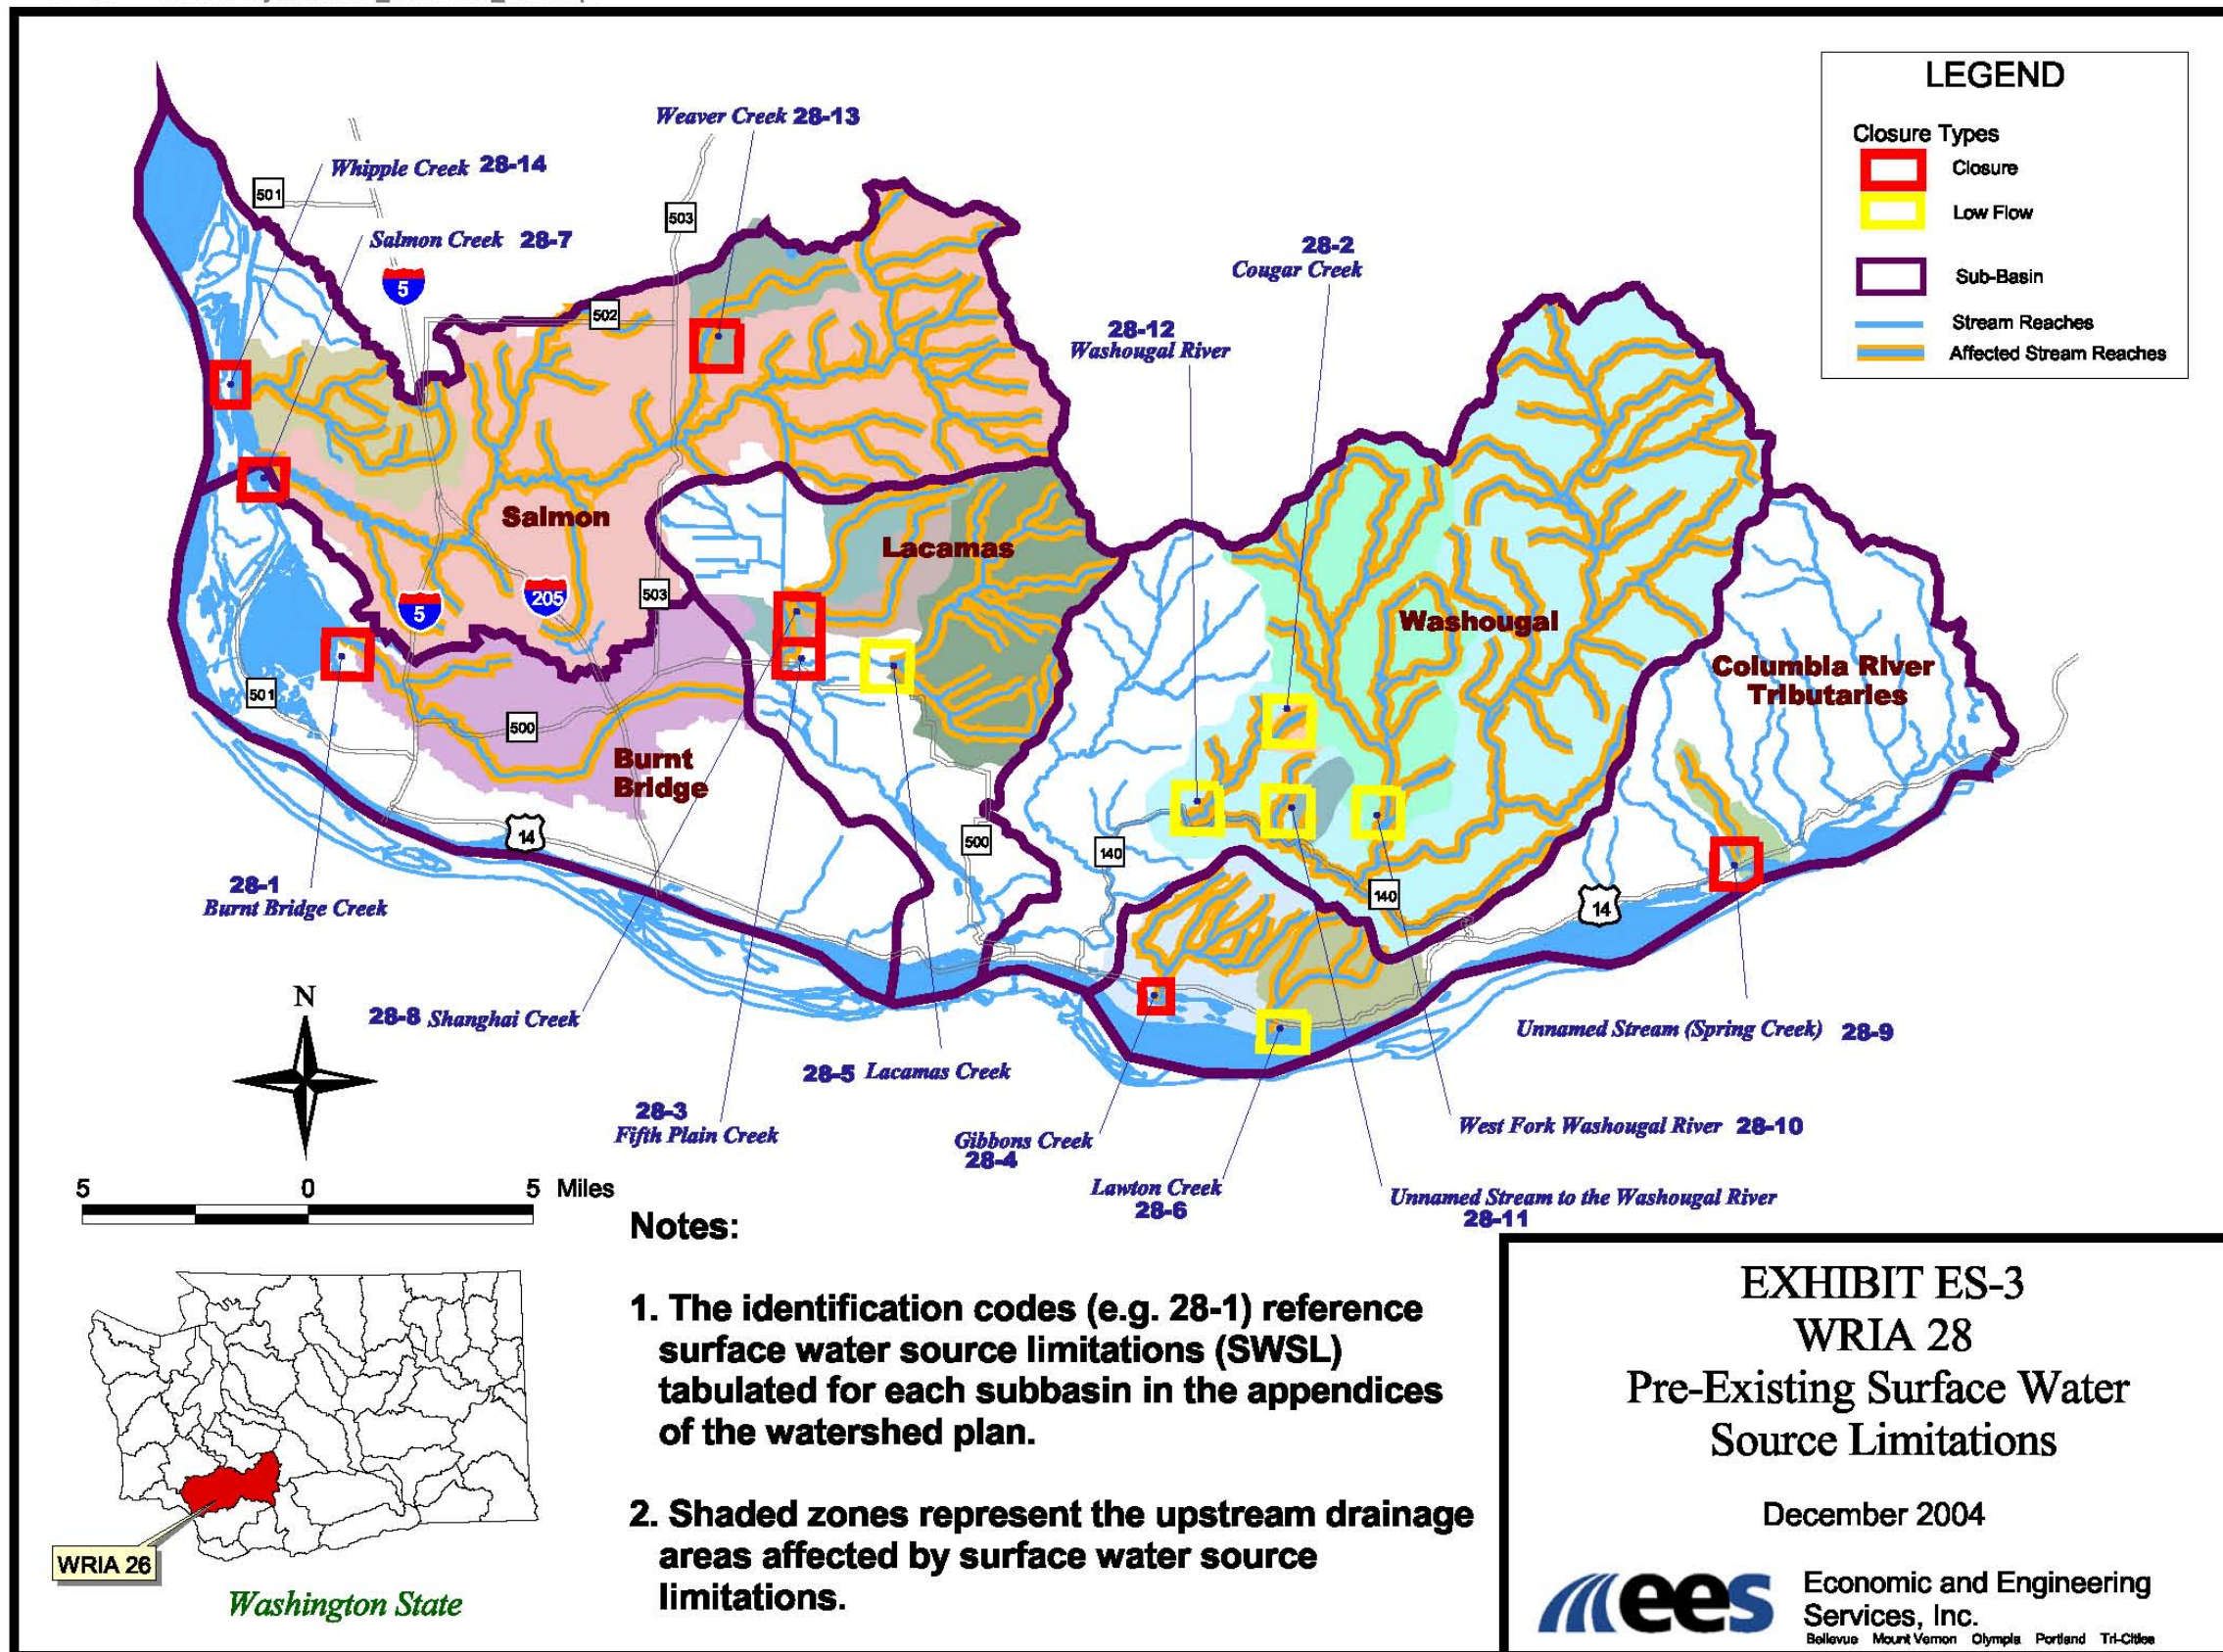 LEGEND
Closure Types
Closure
Low Flow
Sub-Basin
Stream Reaches
Affected Stream Reaches
Weaver Creek 28-13
Whipple Creek 28-14
501
503
Salmon Creek 28-7
5
502
28-2
Cougar Creek
28-12
Washougal River
Salmon
Lacamas
5
205
503
Washougal
Columbia River
Tributaries
501
500
Burnt
Bridge
14
500
140
140
14
28-1
Burnt Bridge Creek
28-8 Shanghai Creek
28-5 Lacamas Creek
28-3
Fifth Plain Creek
Gibbons Creek
28-4
Lawton Creek
28-6
Unnamed Stream (Spring Creek) 28-9
West Fork Washougal River 28-10
Unnamed Stream to the Washougal River
28-11
N
5 0 5 Miles
WRIA 26
Washington State
Notes:
1. The identification codes (e.g. 28-1) reference
surface water source limitations (SWSL)
tabulated for each subbasin in the appendices
of the watershed plan.
2. Shaded zones represent the upstream drainage
areas affected by surface water source
limitations.
EXHIBIT ES-3
WRIA 28
Pre-Existing Surface Water
Source Limitations
December 2004
ees
Economic and Engineering
Services, Inc.
Bellevue Mount Vernon Olympia Portland Tri-Cities